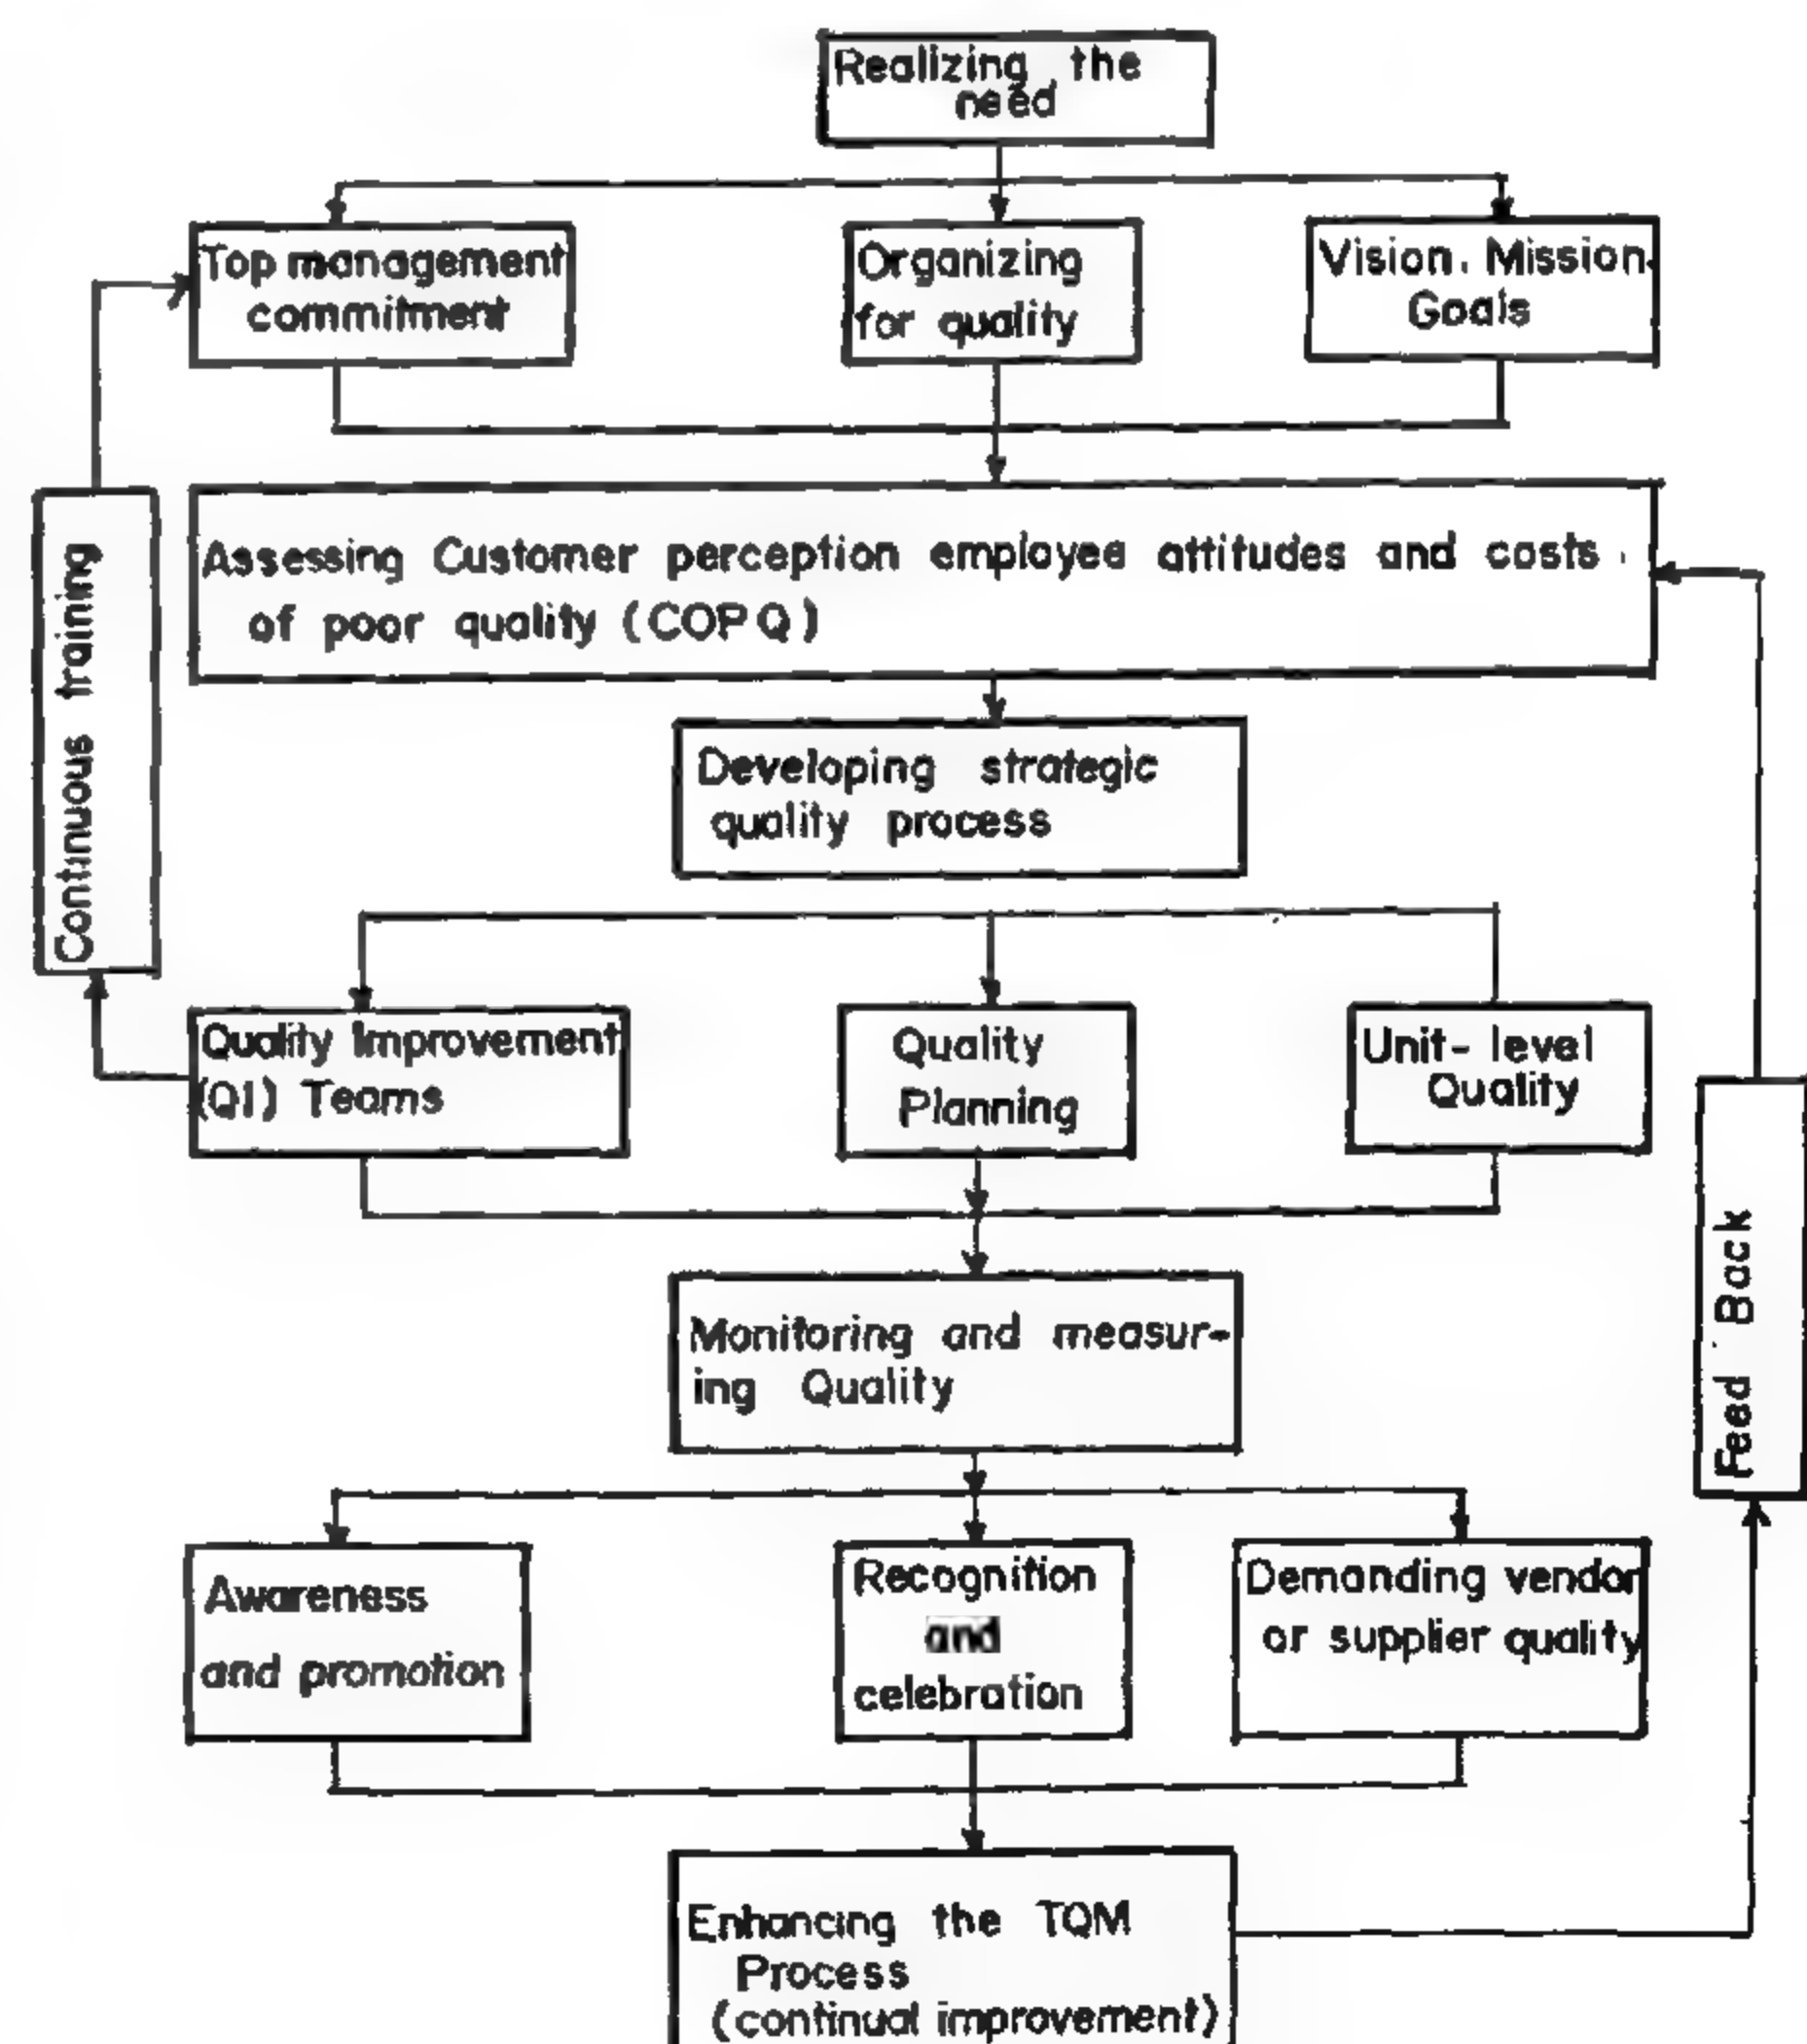 Realizing the
need
Top management
commitment
Organizing
for quality
Vision. Mission.
Goals
Continuous training
Assessing Customer perception employee attitudes and costs
of poor quality (COPQ)
Developing strategic
quality process
Quality Improvement
(QI) Teams
Quality
Planning
Unit-level
Quality
Feed Back
Monitoring and measur-
ing Quality
Awareness
and promotion
Recognition
and
celebration
Demanding vendor
or supplier quality
Enhancing the TQM
Process
(continual improvement)